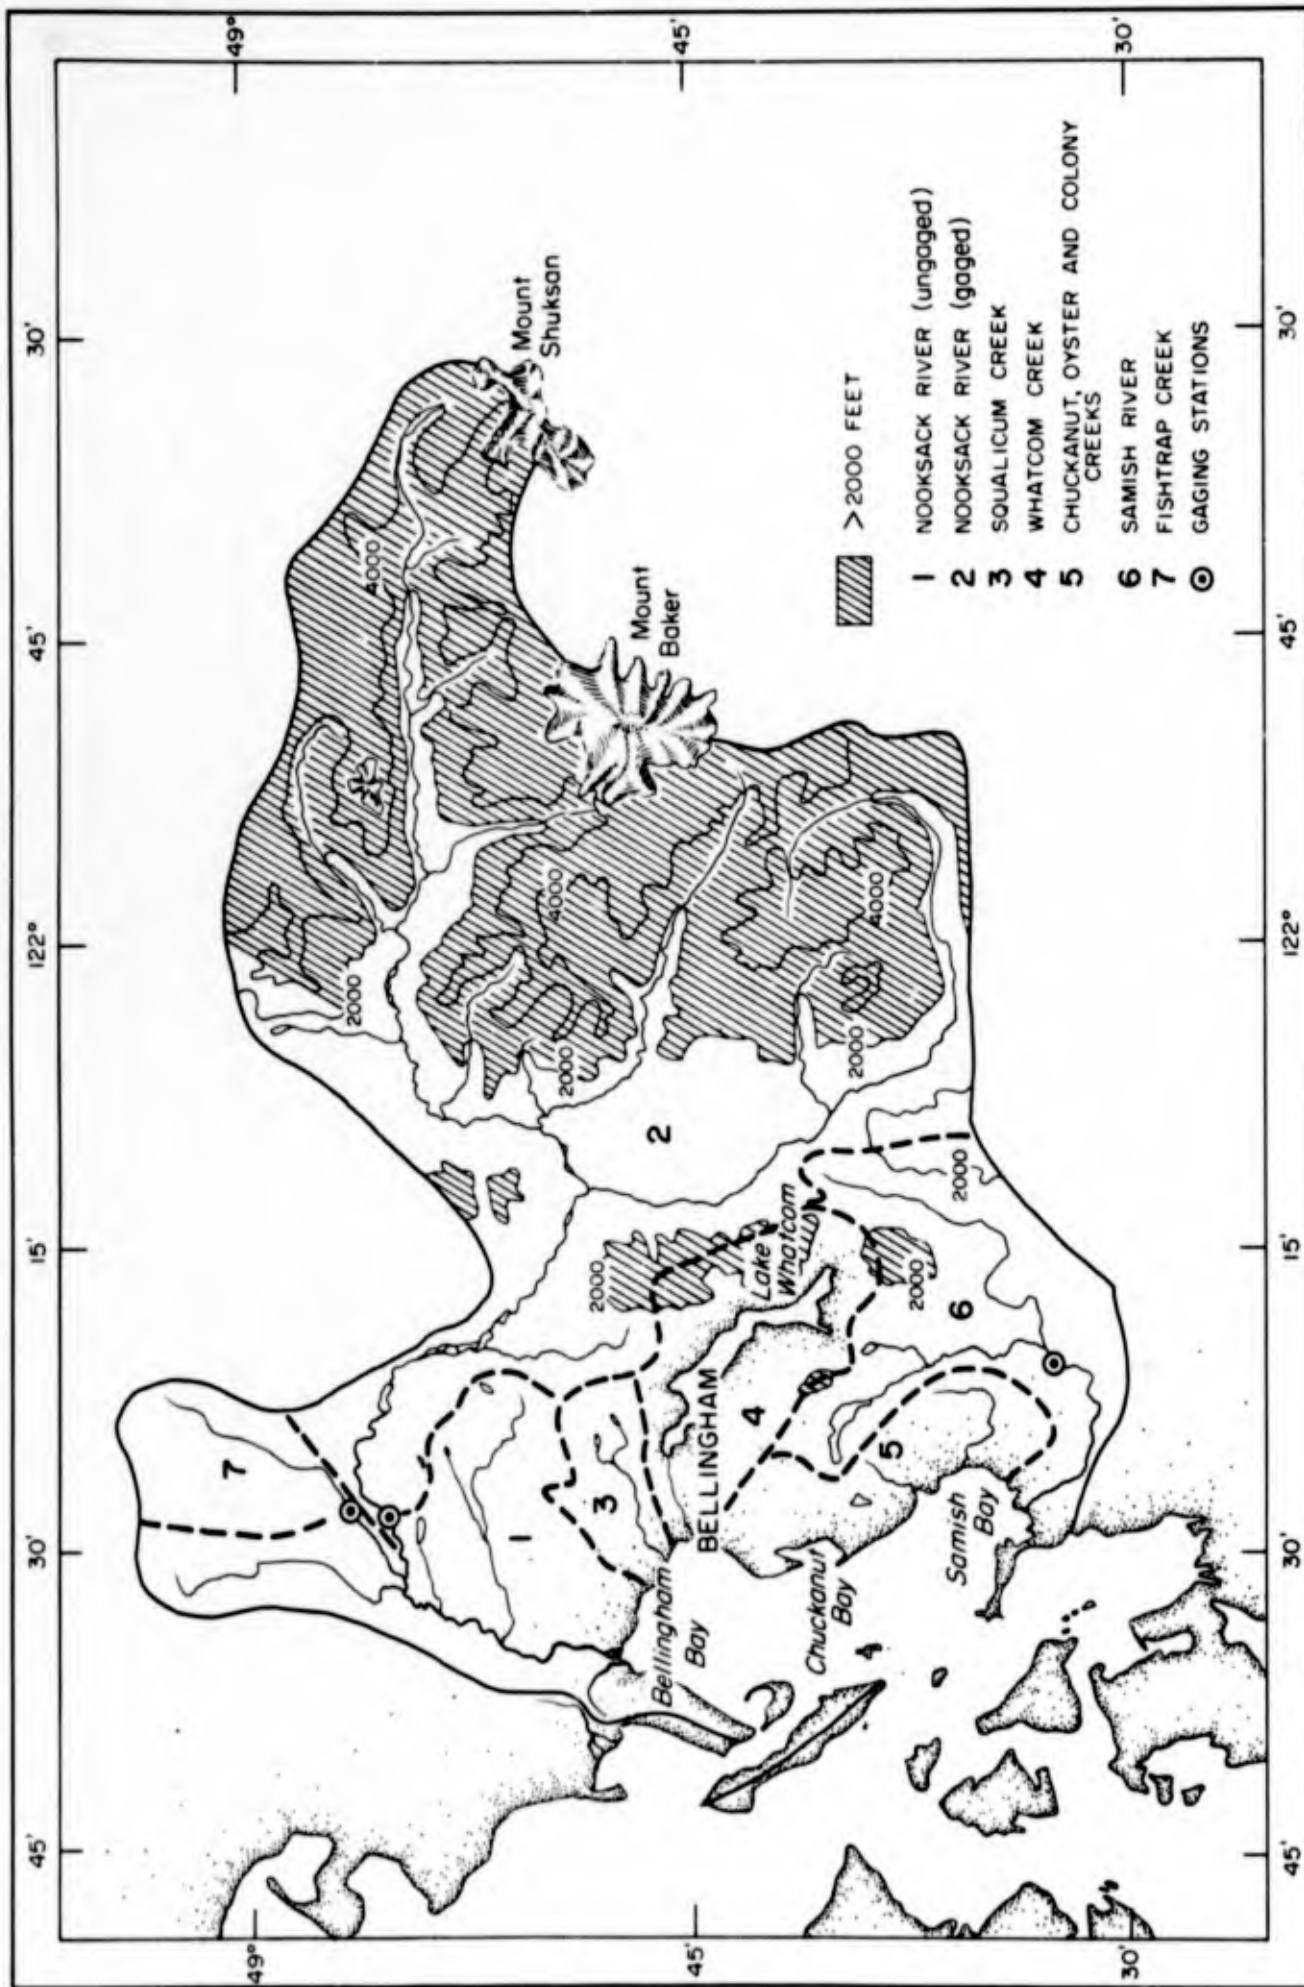 49°
45'
30'
30'
45'
122°
15'
30'
45'
49°
45'
30'
30'
45'
122°
15'
30'
45'
Mount
Shuksan
Mount
Baker
4000
4000
4000
2000
2000
2000
2000
2000
2000
Lake
Whatcom
BELLINGHAM
Bellingham
Bay
Chuckanut
Bay
Samish
Bay
1
2
3
4
5
6
7
>2000 FEET
1 NOOKSACK RIVER (ungaged)
2 NOOKSACK RIVER (gaged)
3 SQUALICUM CREEK
4 WHATCOM CREEK
5 CHUCKANUT, OYSTER AND COLONY
CREEKS
6 SAMISH RIVER
7 FISHTRAP CREEK
GAGING STATIONS